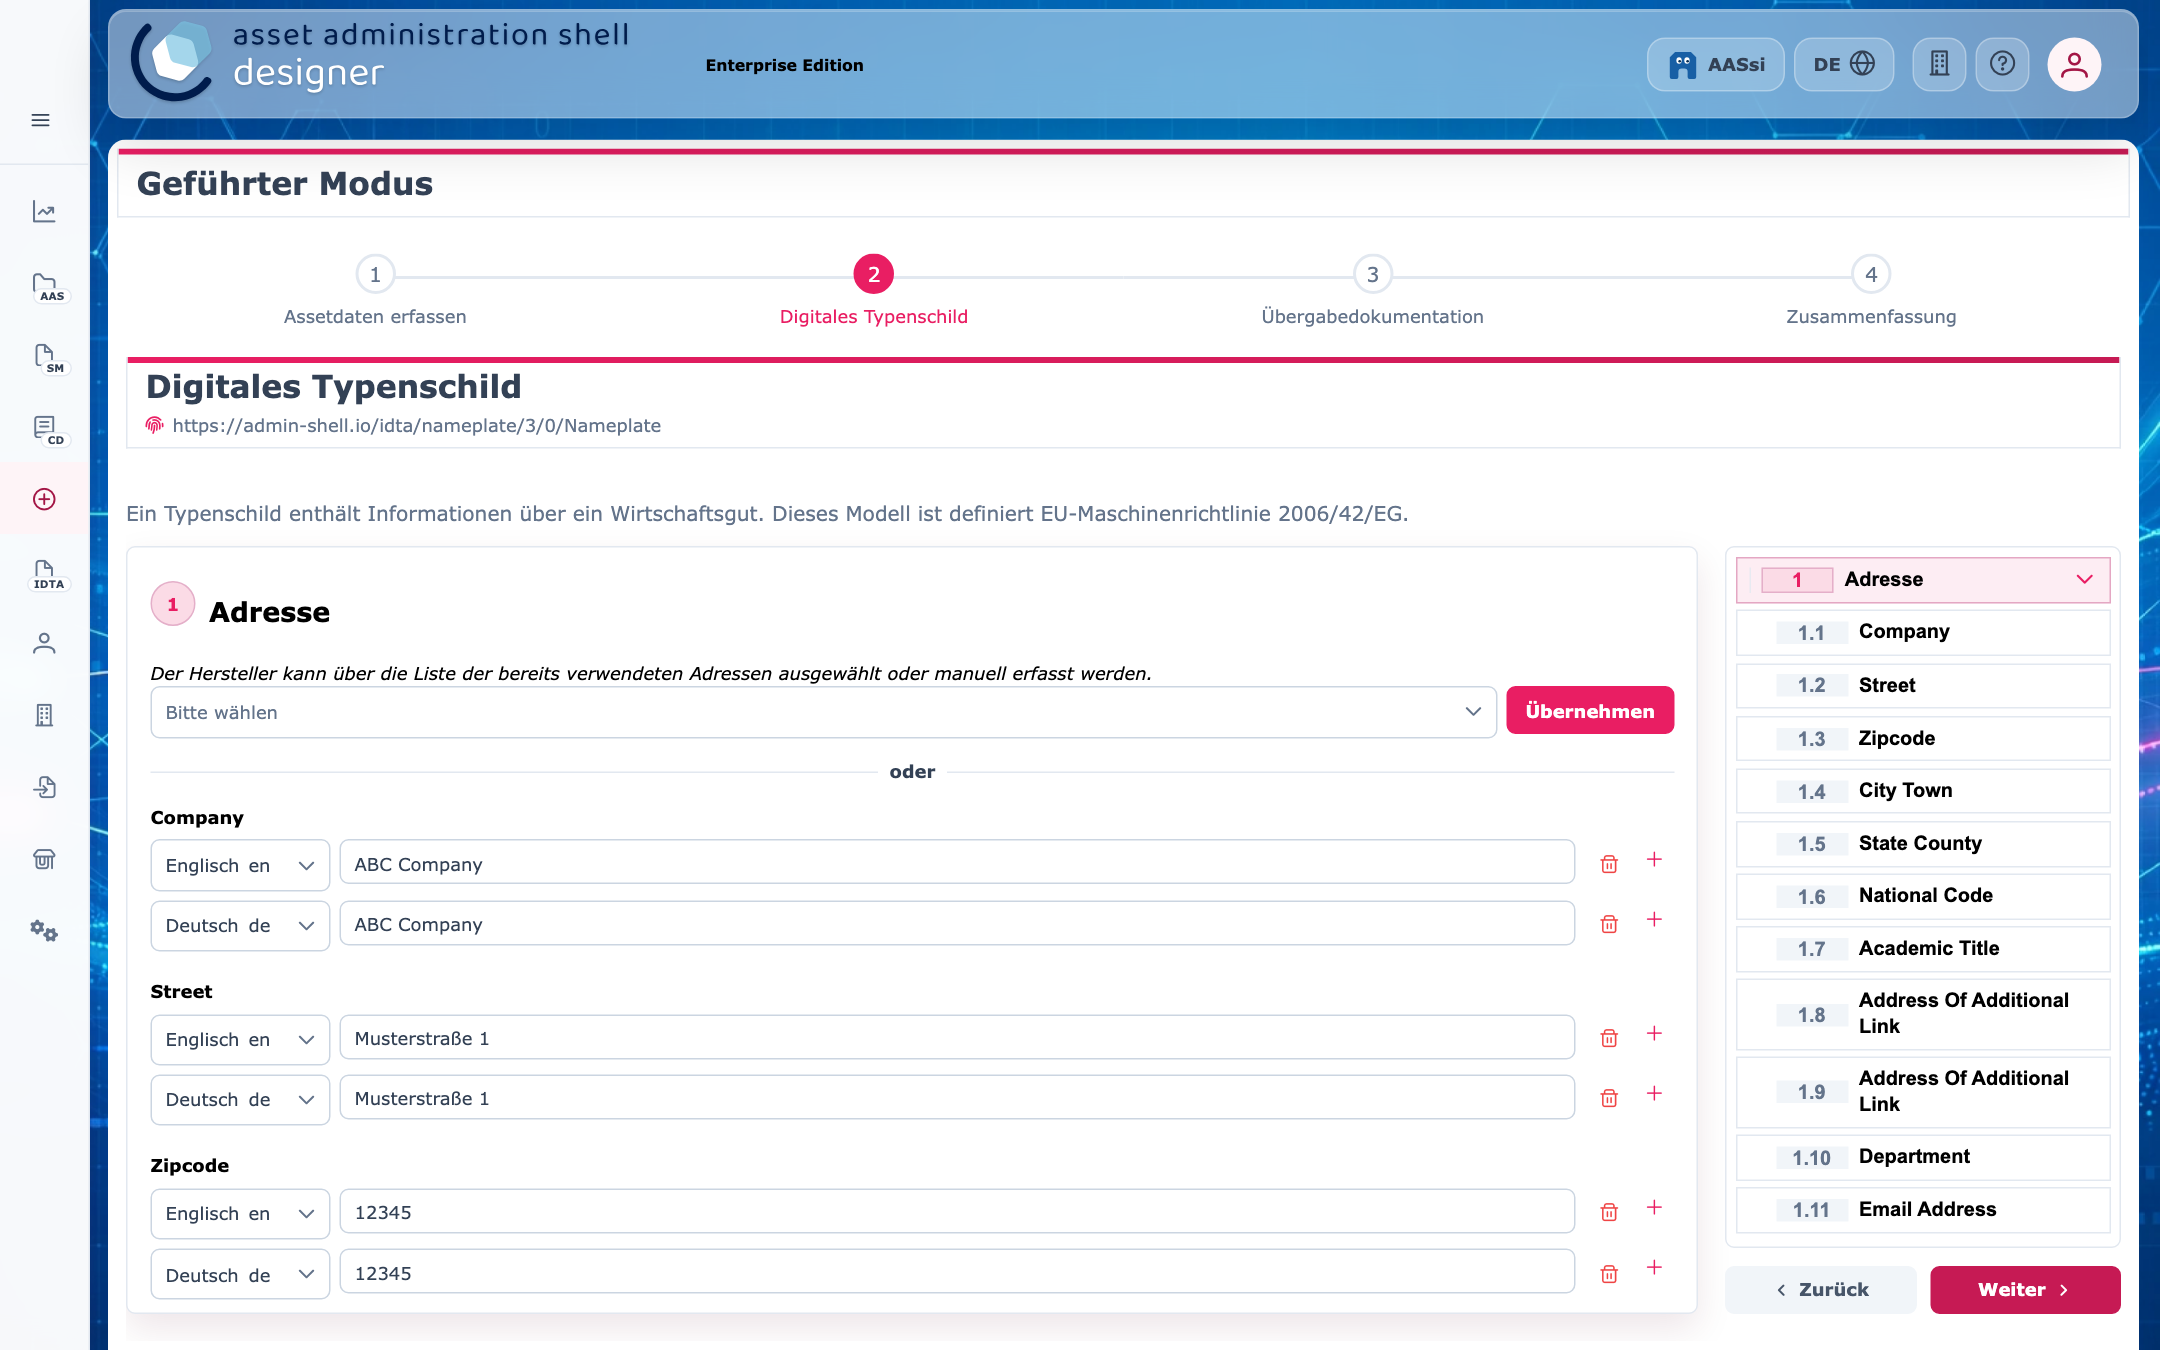 asset administration shell
designer
Enterprise Edition
AASsi
DE
AAS
SM
CD
IDTA
Geführter Modus
1
2
3
4
Assetdaten erfassen
Digitales Typenschild
Übergabedokumentation
Zusammenfassung
Digitales Typenschild
https://admin-shell.io/idta/nameplate/3/0/Nameplate
Ein Typenschild enthält Informationen über ein Wirtschaftsgut. Dieses Modell ist definiert EU-Maschinenrichtlinie 2006/42/EG.
1 Adresse
Der Hersteller kann über die Liste der bereits verwendeten Adressen ausgewählt oder manuell erfasst werden.
Bitte wählen
Übernehmen
oder
Company
Englisch en ABC Company
Deutsch de ABC Company
Street
Englisch en Musterstraße 1
Deutsch de Musterstraße 1
Zipcode
Englisch en 12345
Deutsch de 12345
1 Adresse
1.1 Company
1.2 Street
1.3 Zipcode
1.4 City Town
1.5 State County
1.6 National Code
1.7 Academic Title
1.8 Address Of Additional
Link
1.9 Address Of Additional
Link
1.10 Department
1.11 Email Address
Zurück
Weiter